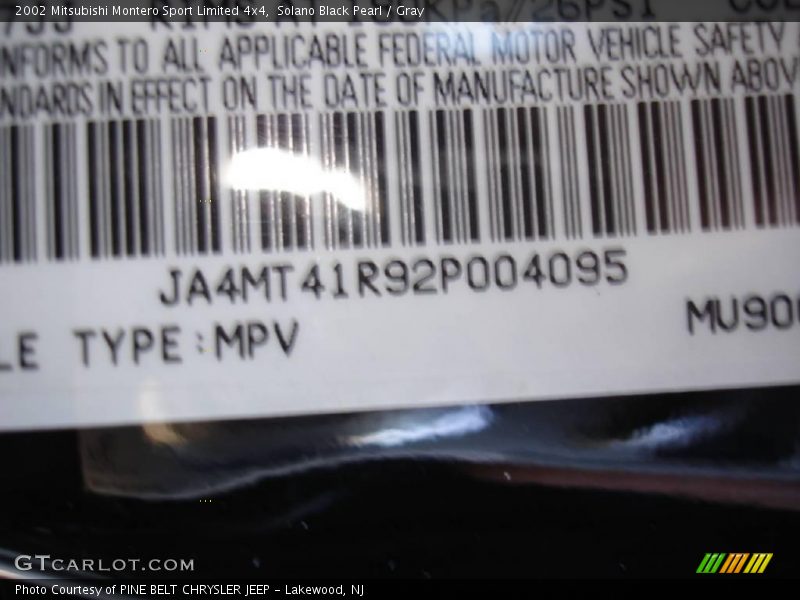 2002 Mitsubishi Montero Sport Limited 4x4, Solano Black Pearl / Gray
NFORMS TO ALL APPLICABLE FEDERAL MOTOR VEHICLE SAFETY
NDARDS IN EFFECT ON THE DATE OF MANUFACTURE SHOWN ABOV
JA4MT41R92P004095
LE TYPE:MPV
MU90
GTCARLOT.COM
Photo Courtesy of PINE BELT CHRYSLER JEEP - Lakewood, NJ